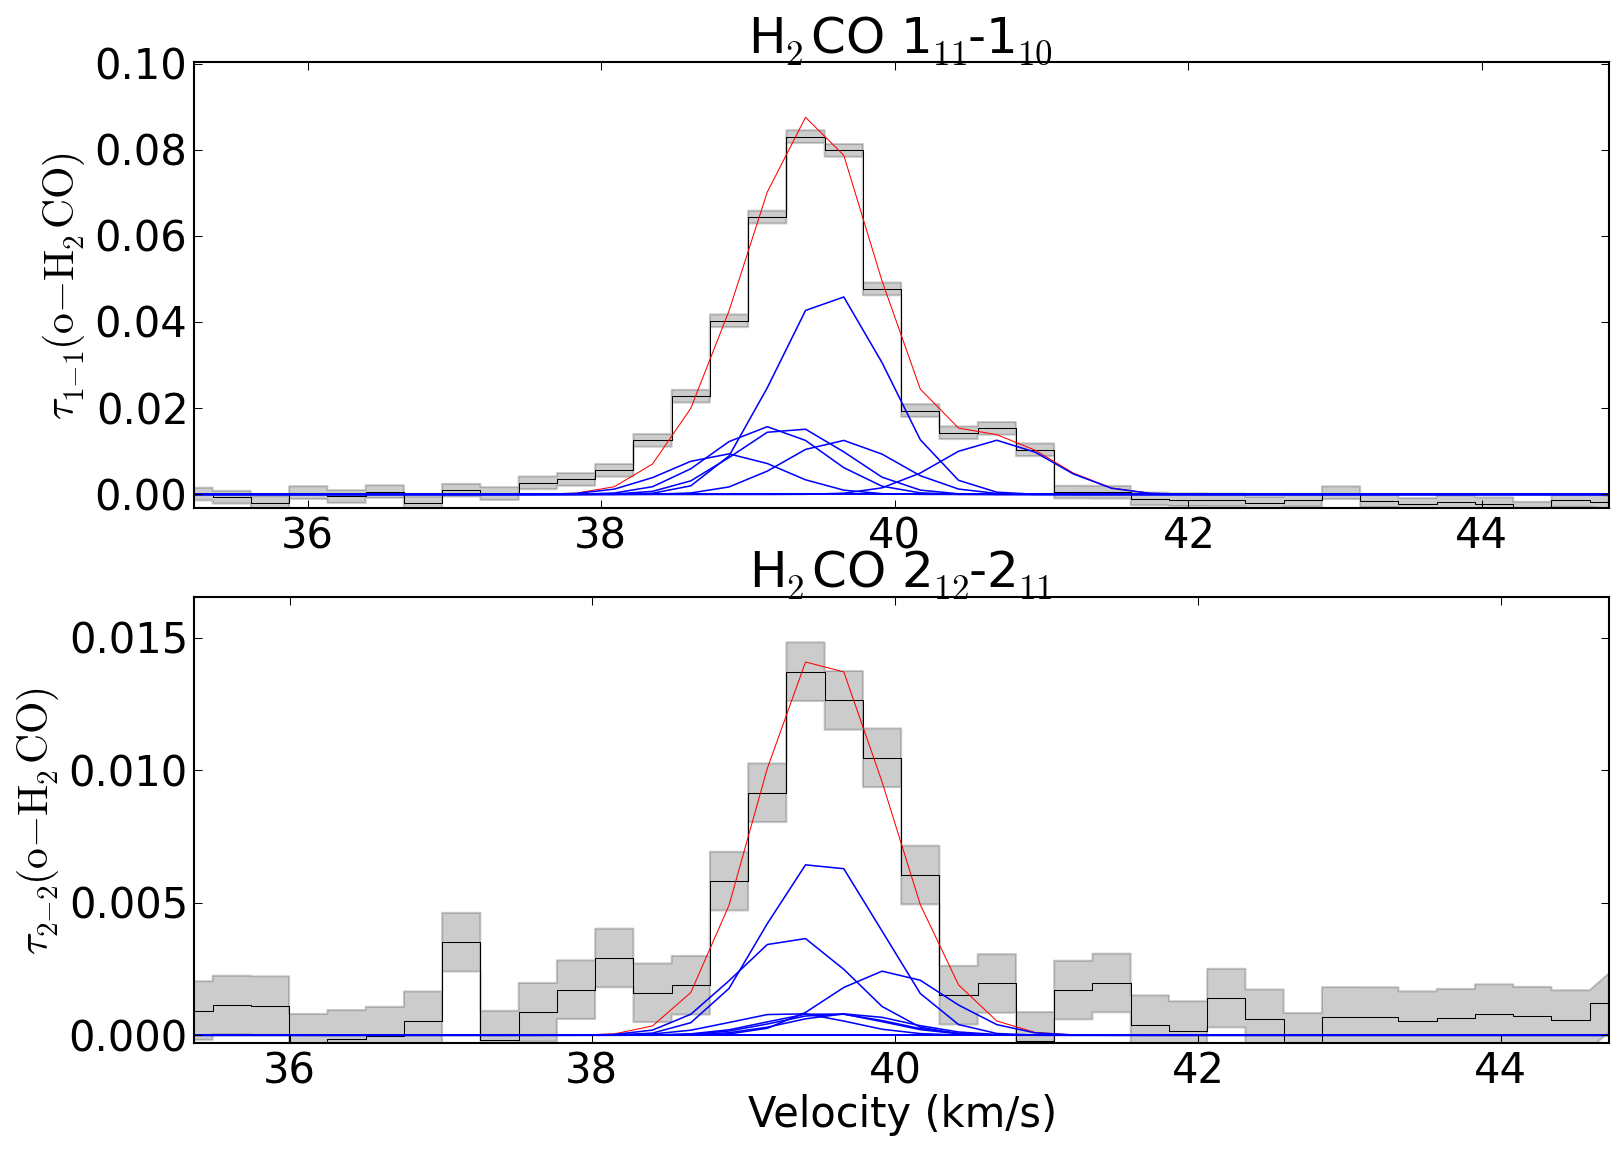 H₂CO 1₁₁-1₁₀
0.10
0.08
0.06
0.04
0.02
0.00
τ₁₋₁(o−H₂CO)
36 38 40 42 44
H₂CO 2₁₂-2₁₁
0.015
0.010
0.005
0.000
τ₂₋₂(o−H₂CO)
36 38 40 42 44
Velocity (km/s)